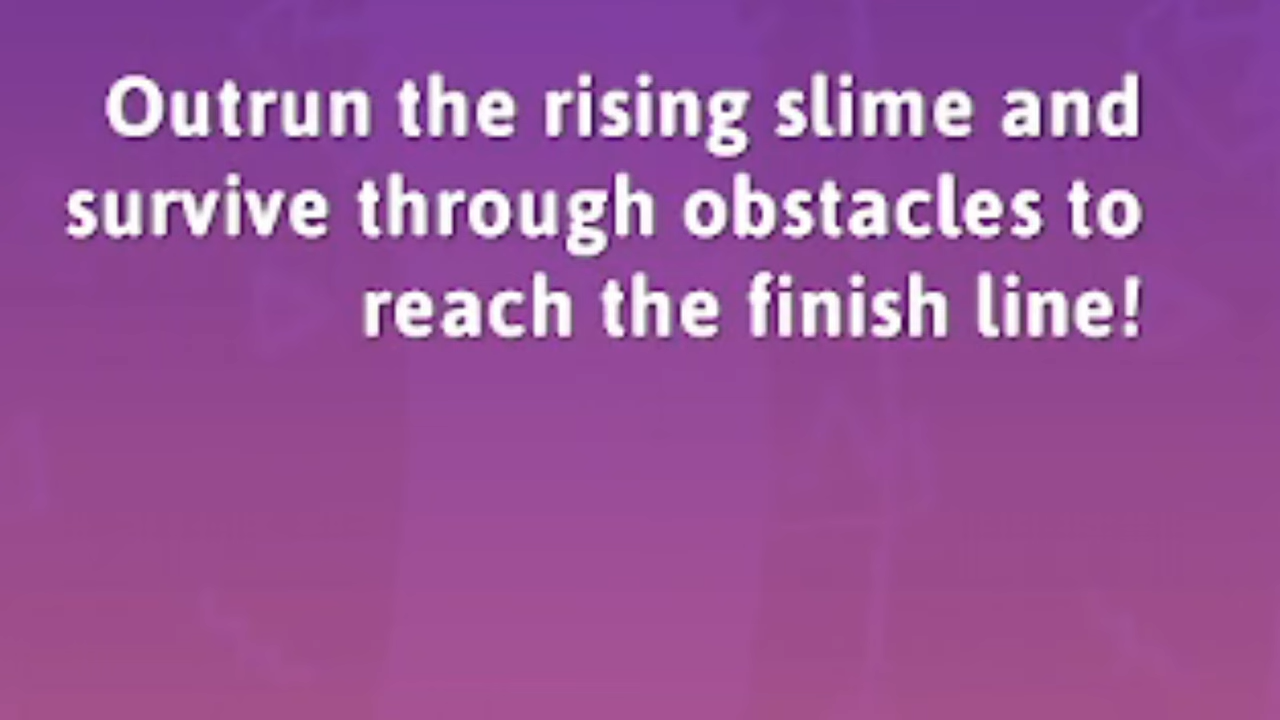 Outrun the rising slime and
survive through obstacles to
reach the finish line!